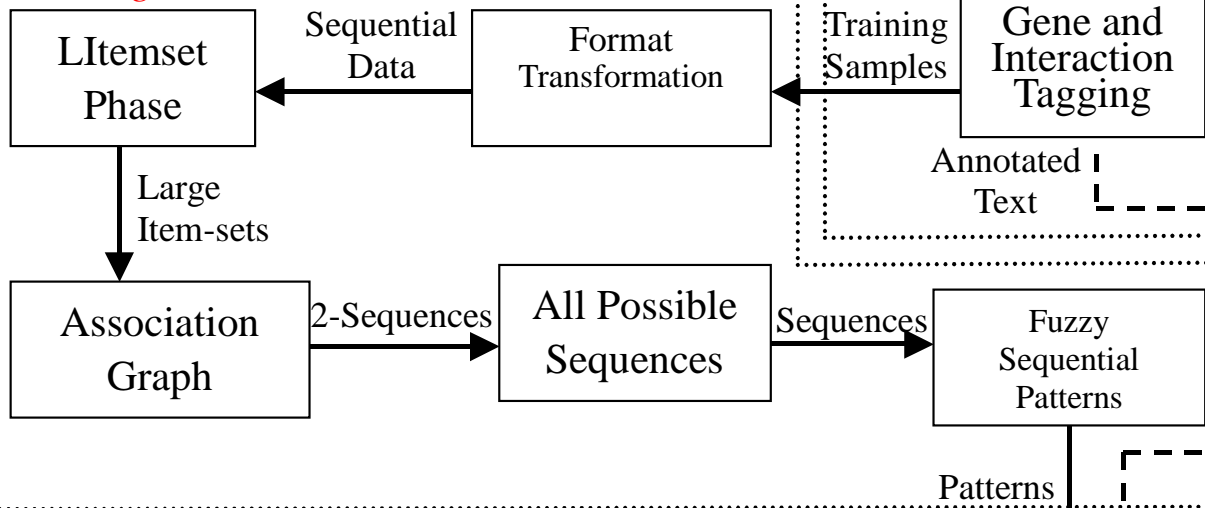 LItemset
Phase
Sequential
Data
Format
Transformation
Training
Samples
Gene and
Interaction
Tagging
Large
Item-sets
Annotated
Text
Association
Graph
2-Sequences
All Possible
Sequences
Sequences
Fuzzy
Sequential
Patterns
Patterns